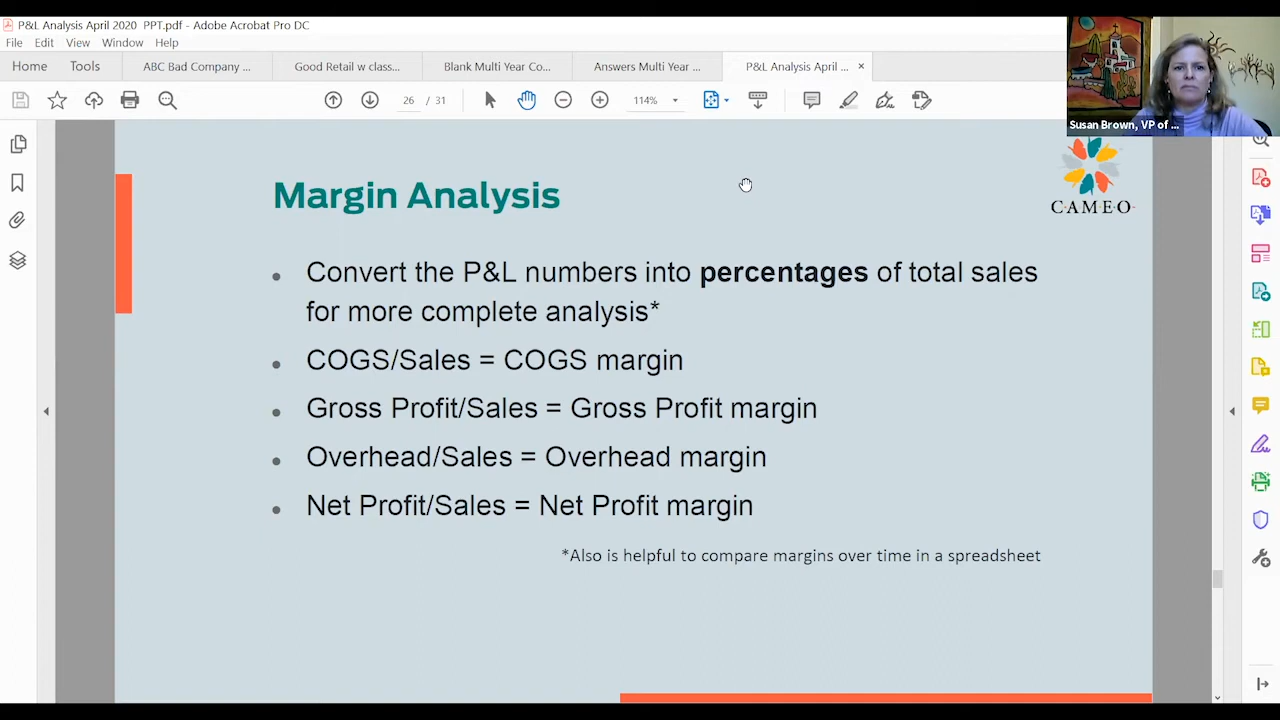 P&L Analysis April 2020 PPT.pdf - Adobe Acrobat Pro DC
File Edit View Window Help
Home Tools ABC Bad Company ... Good Retail w class... Blank Multi Year Co... Answers Multi Year ... P&L Analysis April ... ×
26 / 31 114%
Susan Brown, VP of ...
CAMEO
Margin Analysis
• Convert the P&L numbers into percentages of total sales
for more complete analysis*
• COGS/Sales = COGS margin
• Gross Profit/Sales = Gross Profit margin
• Overhead/Sales = Overhead margin
• Net Profit/Sales = Net Profit margin
*Also is helpful to compare margins over time in a spreadsheet